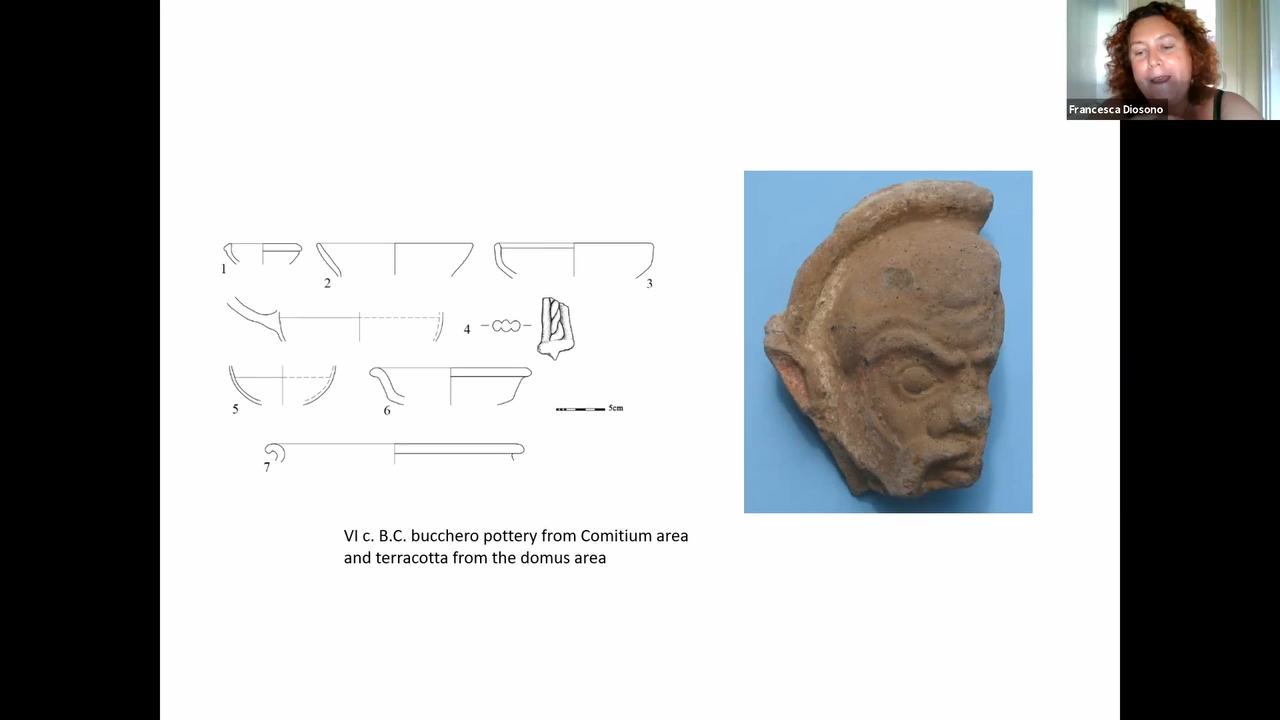 Francesca Diosono
1
2
3
4
5
6
5cm
7
VI c. B.C. bucchero pottery from Comitium area
and terracotta from the domus area